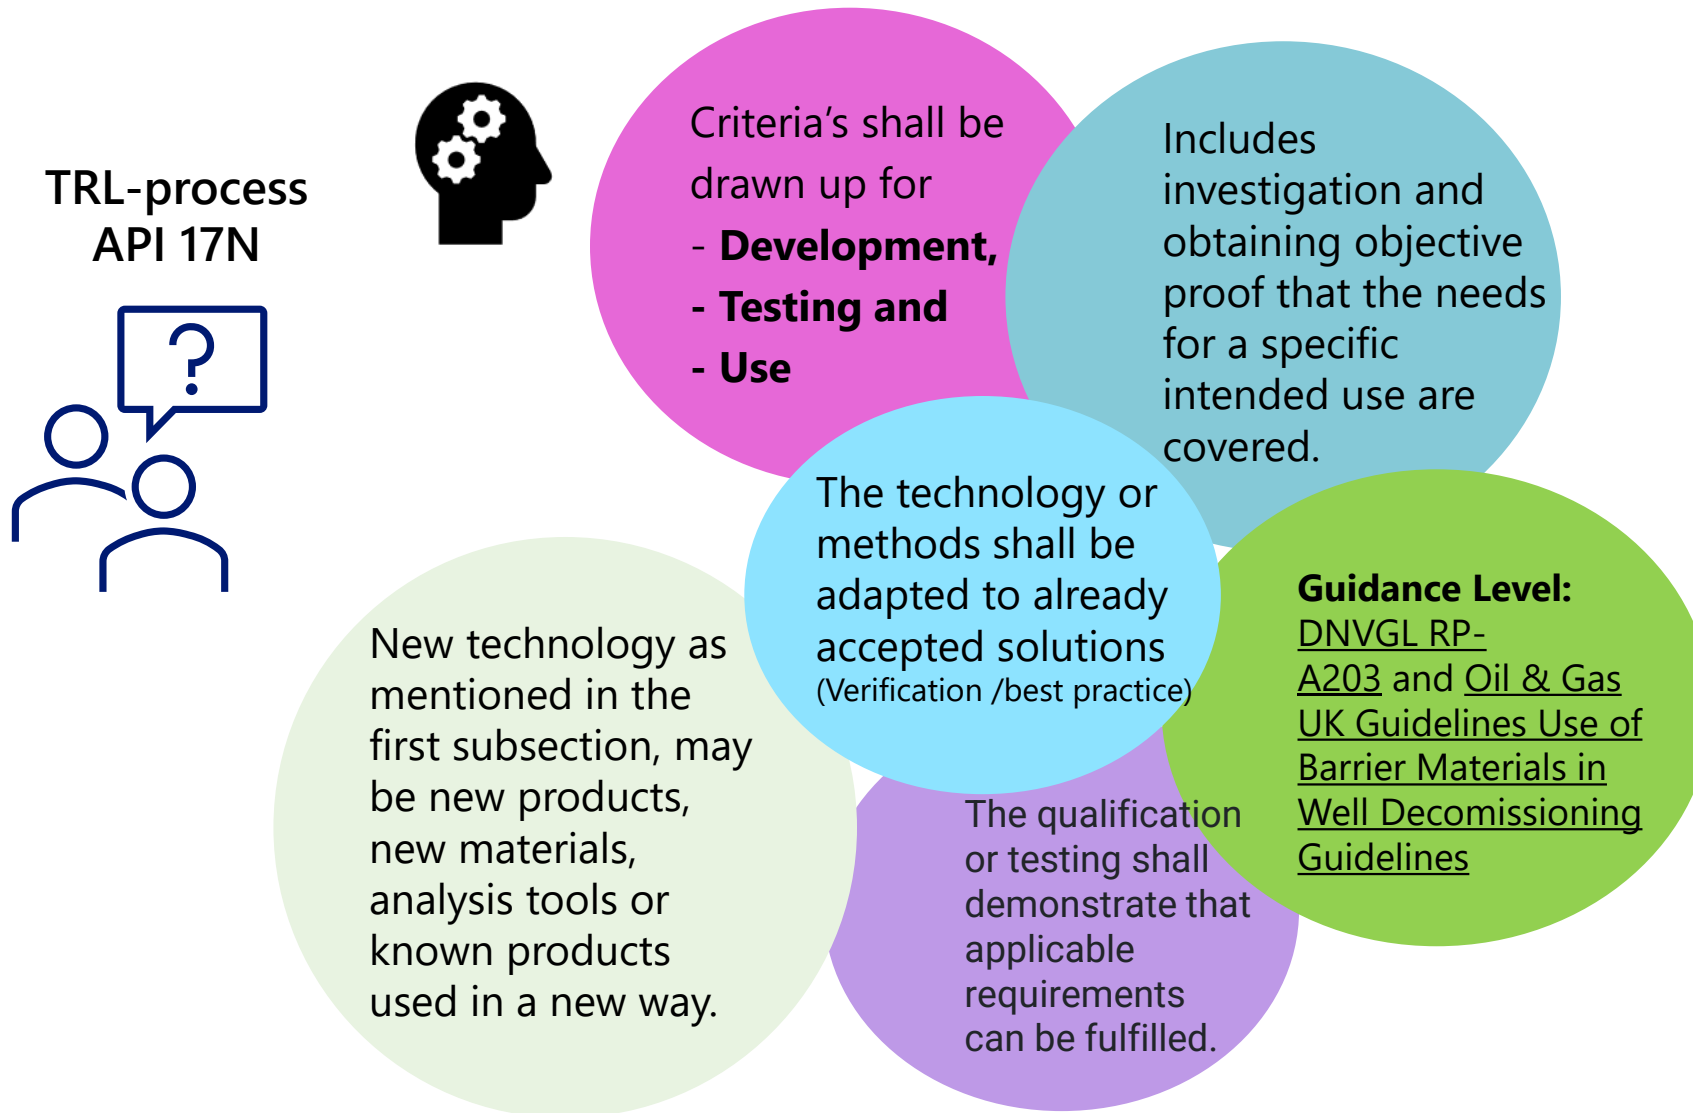 TRL-process
API 17N
?
Criteria's shall be
drawn up for
- Development,
- Testing and
- Use
Includes
investigation and
obtaining objective
proof that the needs
for a specific
intended use are
covered.
The technology or
methods shall be
adapted to already
accepted solutions
(Verification /best practice)
New technology as
mentioned in the
first subsection, may
be new products,
new materials,
analysis tools or
known products
used in a new way.
Guidance Level:
DNVGL RP-
A203 and Oil & Gas
UK Guidelines Use of
Barrier Materials in
Well Decomissioning
Guidelines
The qualification
or testing shall
demonstrate that
applicable
requirements
can be fulfilled.